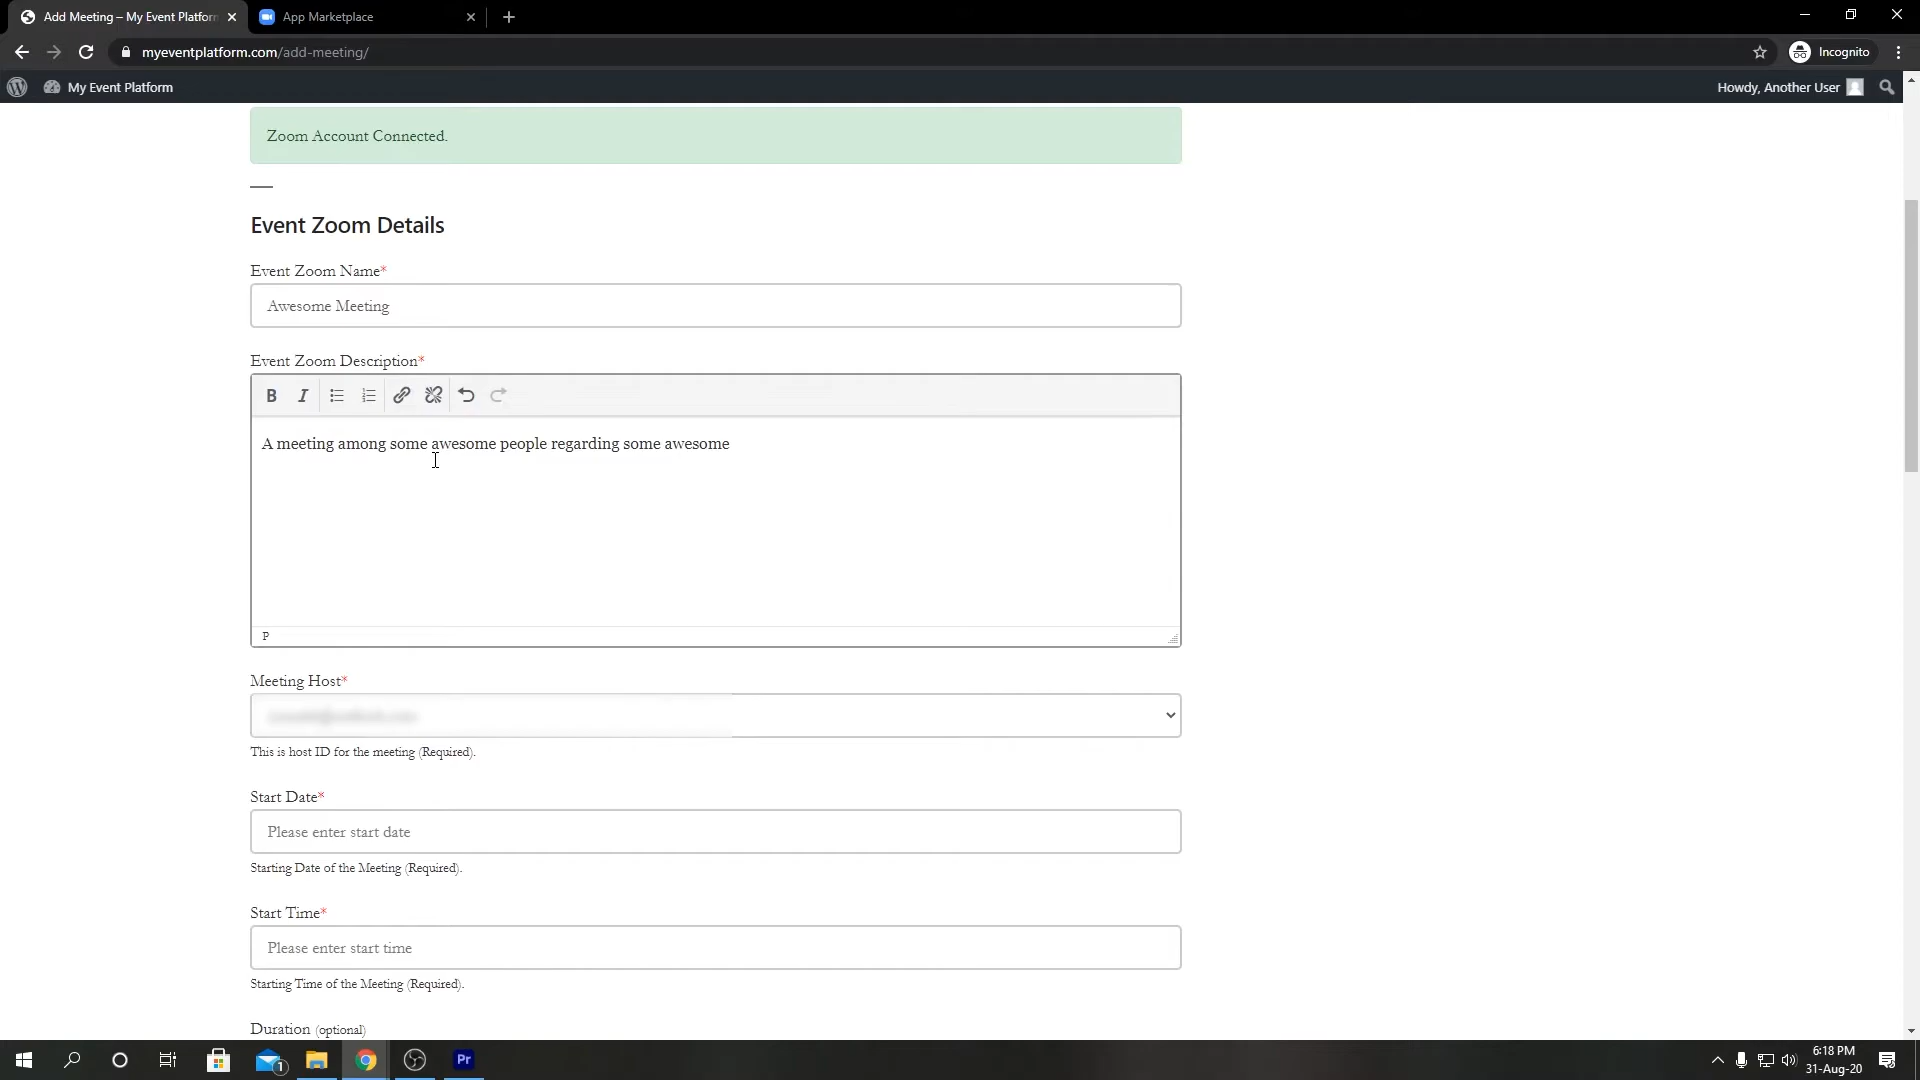 Add Meeting – My Event Platform
App Marketplace
myeventplatform.com/add-meeting/
Incognito
My Event Platform
Howdy, Another User
Zoom Account Connected.
Event Zoom Details
Event Zoom Name*
Awesome Meeting
Event Zoom Description*
B I
A meeting among some awesome people regarding some awesome
P
Meeting Host*
This is host ID for the meeting (Required).
Start Date*
Please enter start date
Starting Date of the Meeting (Required).
Start Time*
Please enter start time
Starting Time of the Meeting (Required).
Duration (optional)
1
Pr
6:18 PM
31-Aug-20